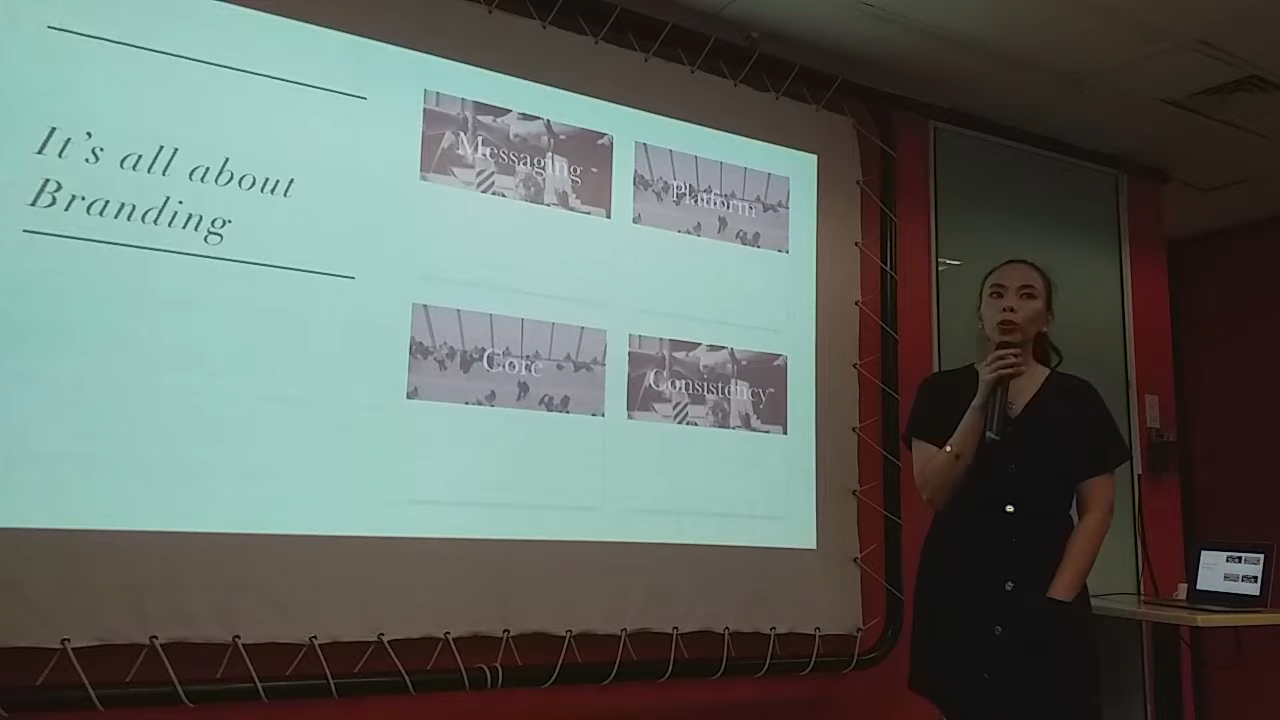 It's all about
Branding
Messaging
Platform
Core
Consistency